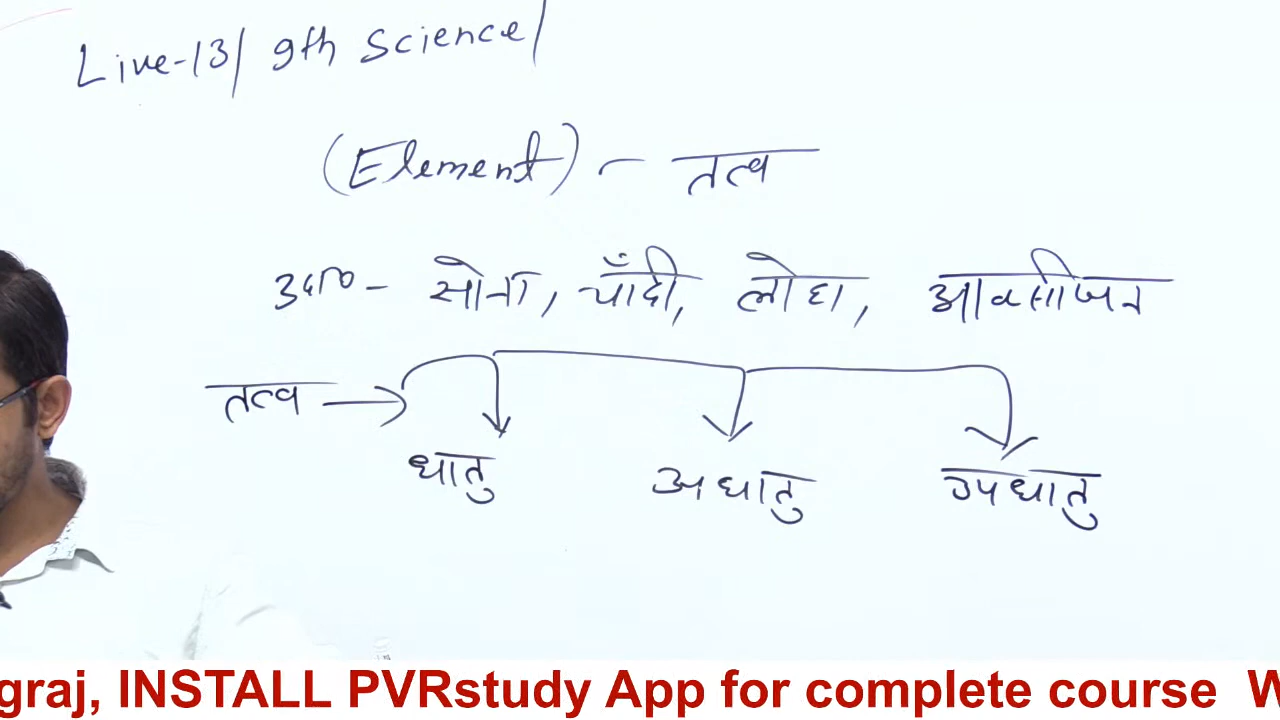 Live-13/ 9th Science/
(Element) - तत्व
उदा०- सोना, चाँदी, लोहा, आक्सीजन
तत्व →
धातु अधातु उपधातु
graj, INSTALL PVRstudy App for complete course W